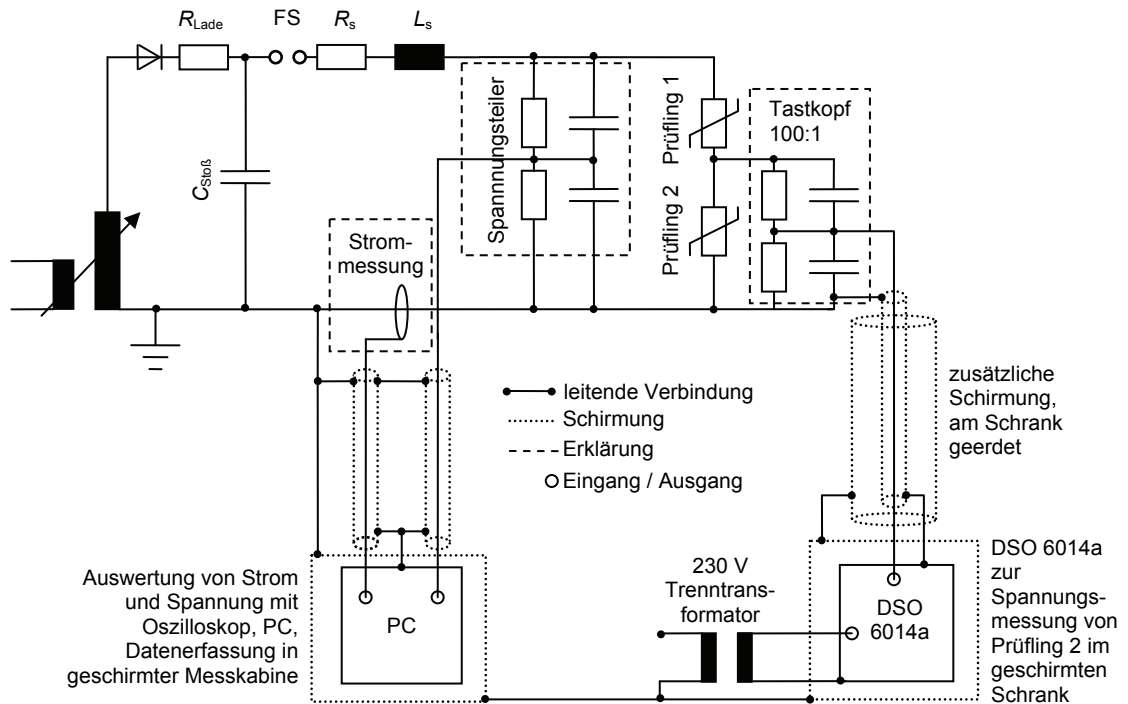 R_Lade
FS
R_s
L_s
C_Stoß
Spannnungsteiler
Prüfling 1
Prüfling 2
Tastkopf
100:1
Strom-
messung
leitende Verbindung
Schirmung
Erklärung
Eingang / Ausgang
zusätzliche
Schirmung,
am Schrank
geerdet
Auswertung von Strom
und Spannung mit
Oszilloskop, PC,
Datenerfassung in
geschirmter Messkabine
PC
230 V
Trenntrans-
formator
DSO
6014a
DSO 6014a
zur
Spannungs-
messung von
Prüfling 2 im
geschirmten
Schrank